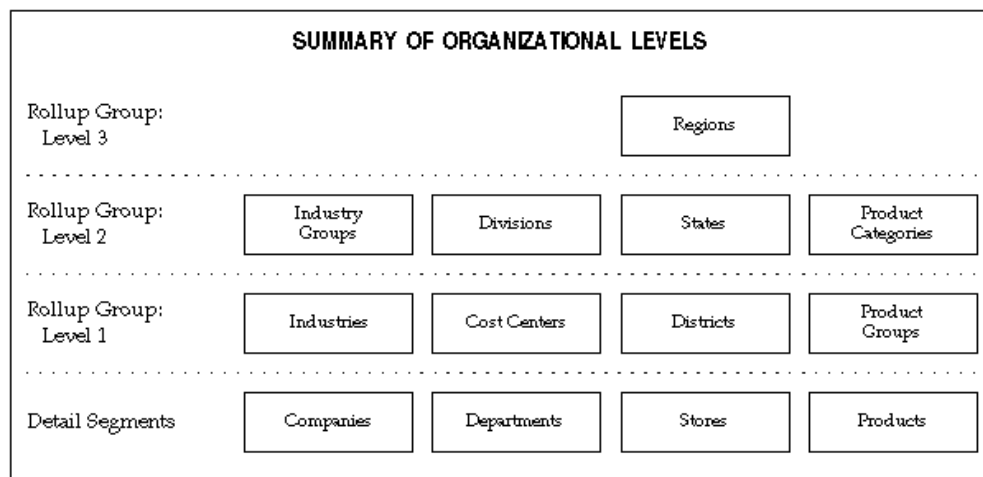 SUMMARY OF ORGANIZATIONAL LEVELS
Rollup Group:
Level 3
Regions
Rollup Group:
Level 2
Industry
Groups
Divisions
States
Product
Categories
Rollup Group:
Level 1
Industries
Cost Centers
Districts
Product
Groups
Detail Segments
Companies
Departments
Stores
Products